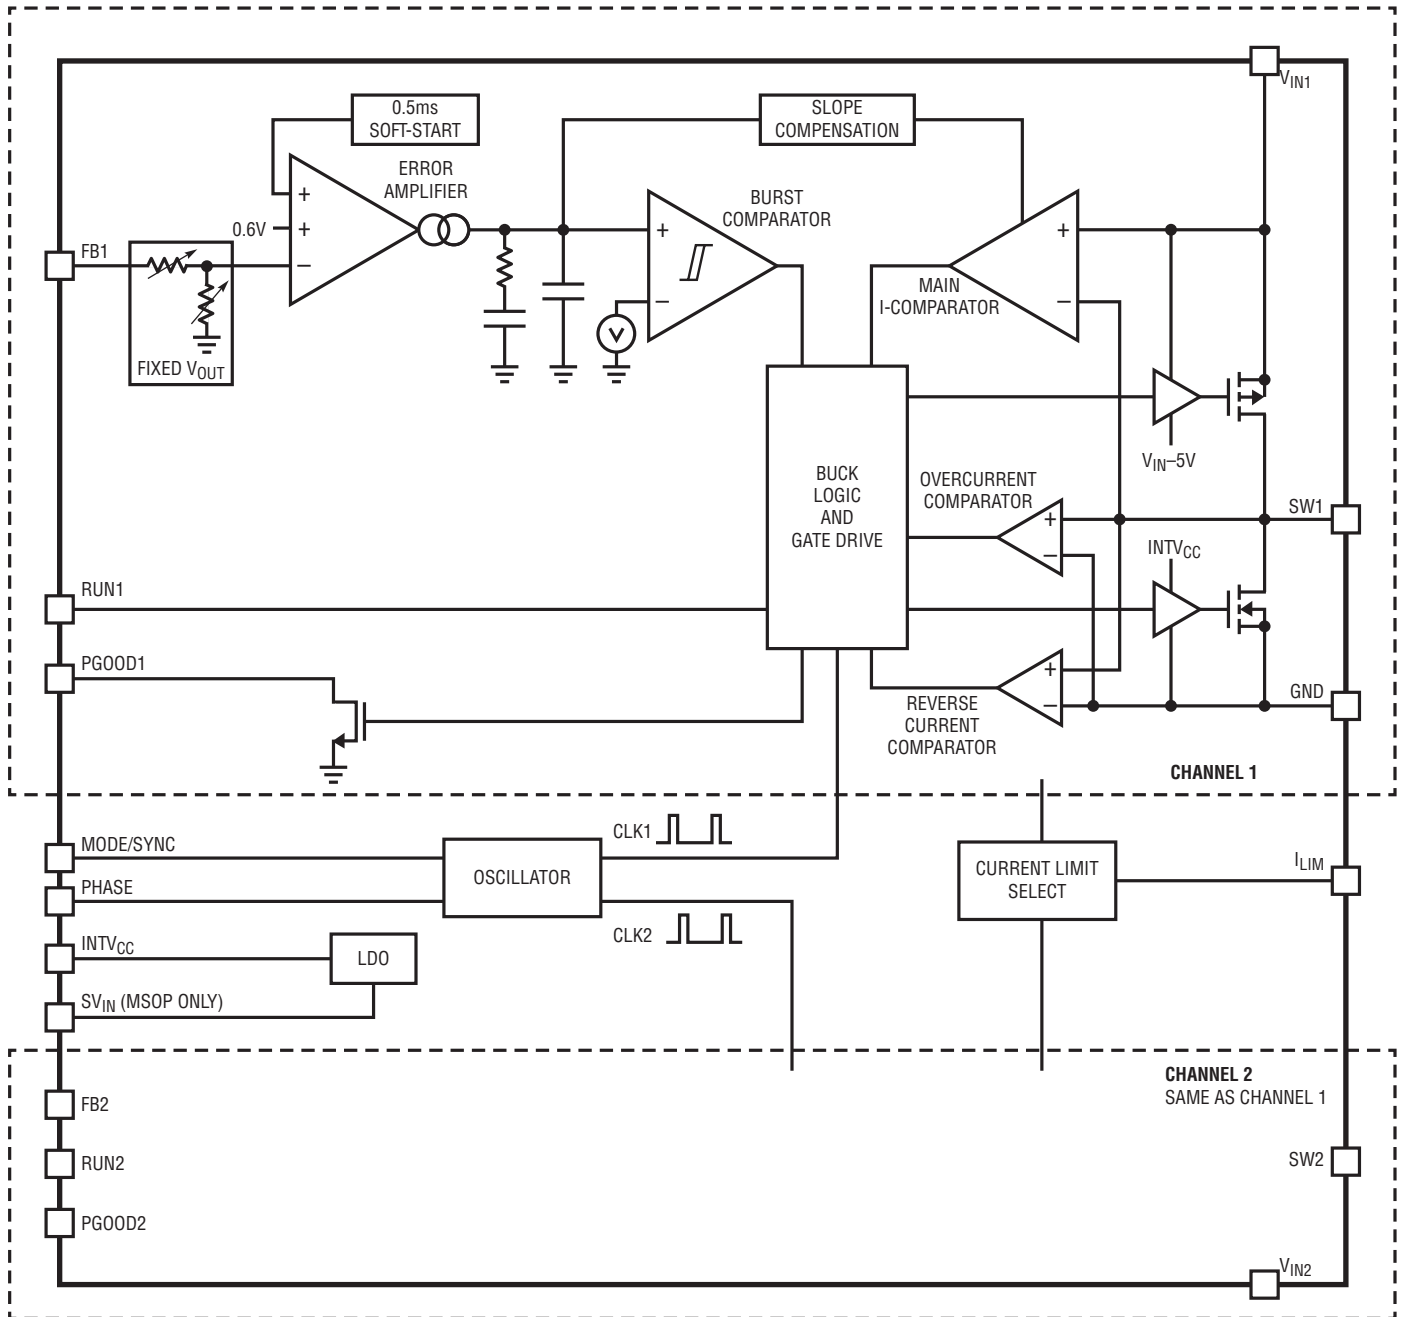 V_IN1
0.5ms
SOFT-START
SLOPE
COMPENSATION
ERROR
AMPLIFIER
BURST
COMPARATOR
+
0.6V
+
–
+
–
+
–
FB1
FIXED V_OUT
V
MAIN
I-COMPARATOR
V_IN–5V
BUCK
LOGIC
AND
GATE DRIVE
OVERCURRENT
COMPARATOR
+
–
SW1
INTV_CC
RUN1
PGOOD1
+
–
GND
REVERSE
CURRENT
COMPARATOR
CHANNEL 1
MODE/SYNC
PHASE
OSCILLATOR
CLK1
CLK2
CURRENT LIMIT
SELECT
I_LIM
INTV_CC
LDO
SV_IN (MSOP ONLY)
CHANNEL 2
SAME AS CHANNEL 1
FB2
RUN2
SW2
PGOOD2
V_IN2